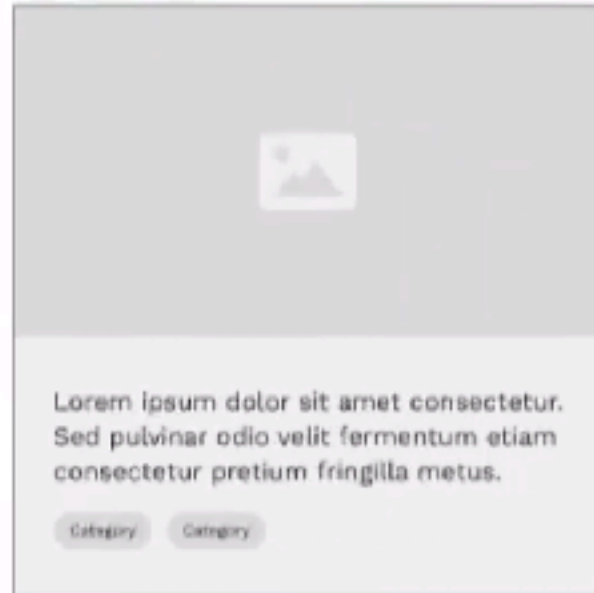 Lorem ipsum dolor sit amet consectetur.
Sed pulvinar odio velit fermentum etiam
consectetur pretium fringilla metus.
Category Category